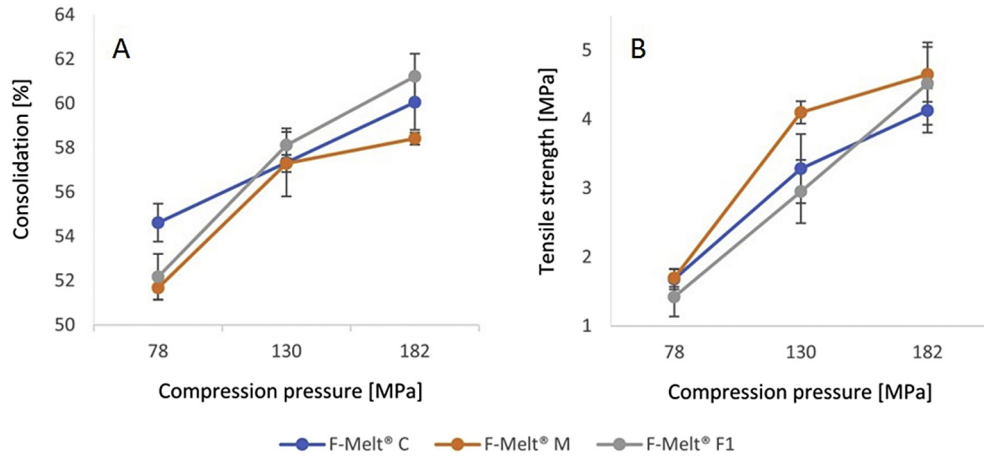 A
Consolidation [%]
64
62
60
58
56
54
52
50
78 130 182
Compression pressure [MPa]
B
Tensile strength [MPa]
5
4
3
2
1
78 130 182
Compression pressure [MPa]
F-Melt® C F-Melt® M F-Melt® F1